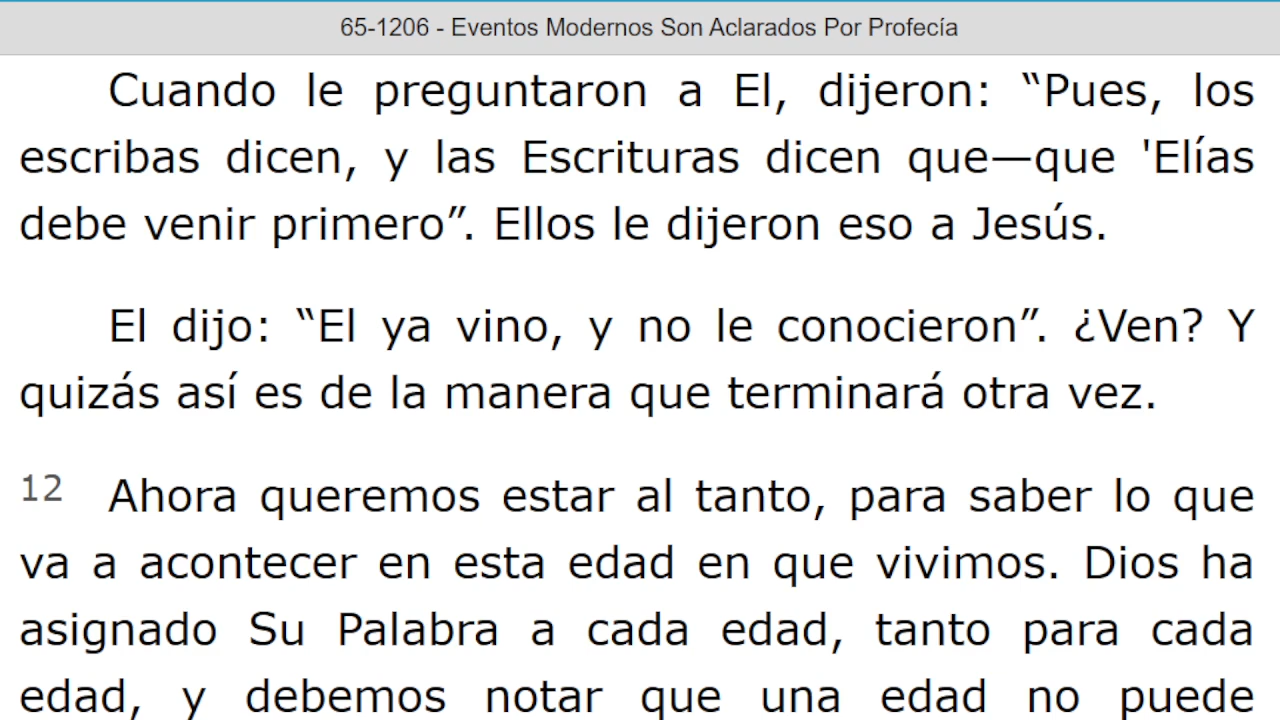 65-1206 - Eventos Modernos Son Aclarados Por Profecía
Cuando le preguntaron a El, dijeron: “Pues, los
escribas dicen, y las Escrituras dicen que—que 'Elías
debe venir primero”. Ellos le dijeron eso a Jesús.
El dijo: “El ya vino, y no le conocieron”. ¿Ven? Y
quizás así es de la manera que terminará otra vez.
12 Ahora queremos estar al tanto, para saber lo que
va a acontecer en esta edad en que vivimos. Dios ha
asignado Su Palabra a cada edad, tanto para cada
edad, y debemos notar que una edad no puede